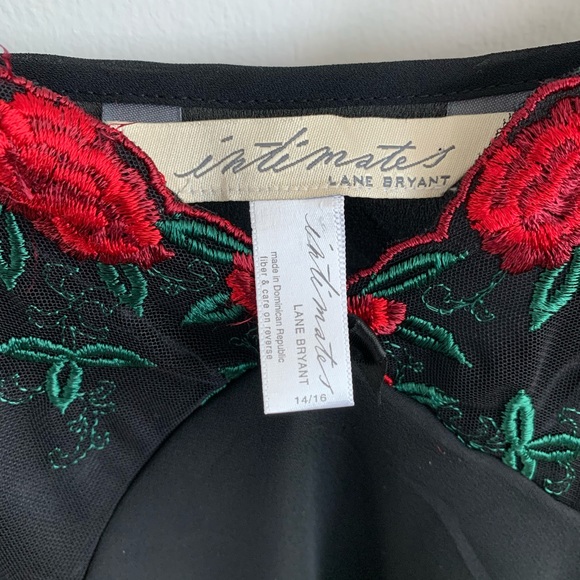 intimates
LANE BRYANT
intimates
LANE BRYANT
14/16
made in Dominican Republic
fiber & care on reverse